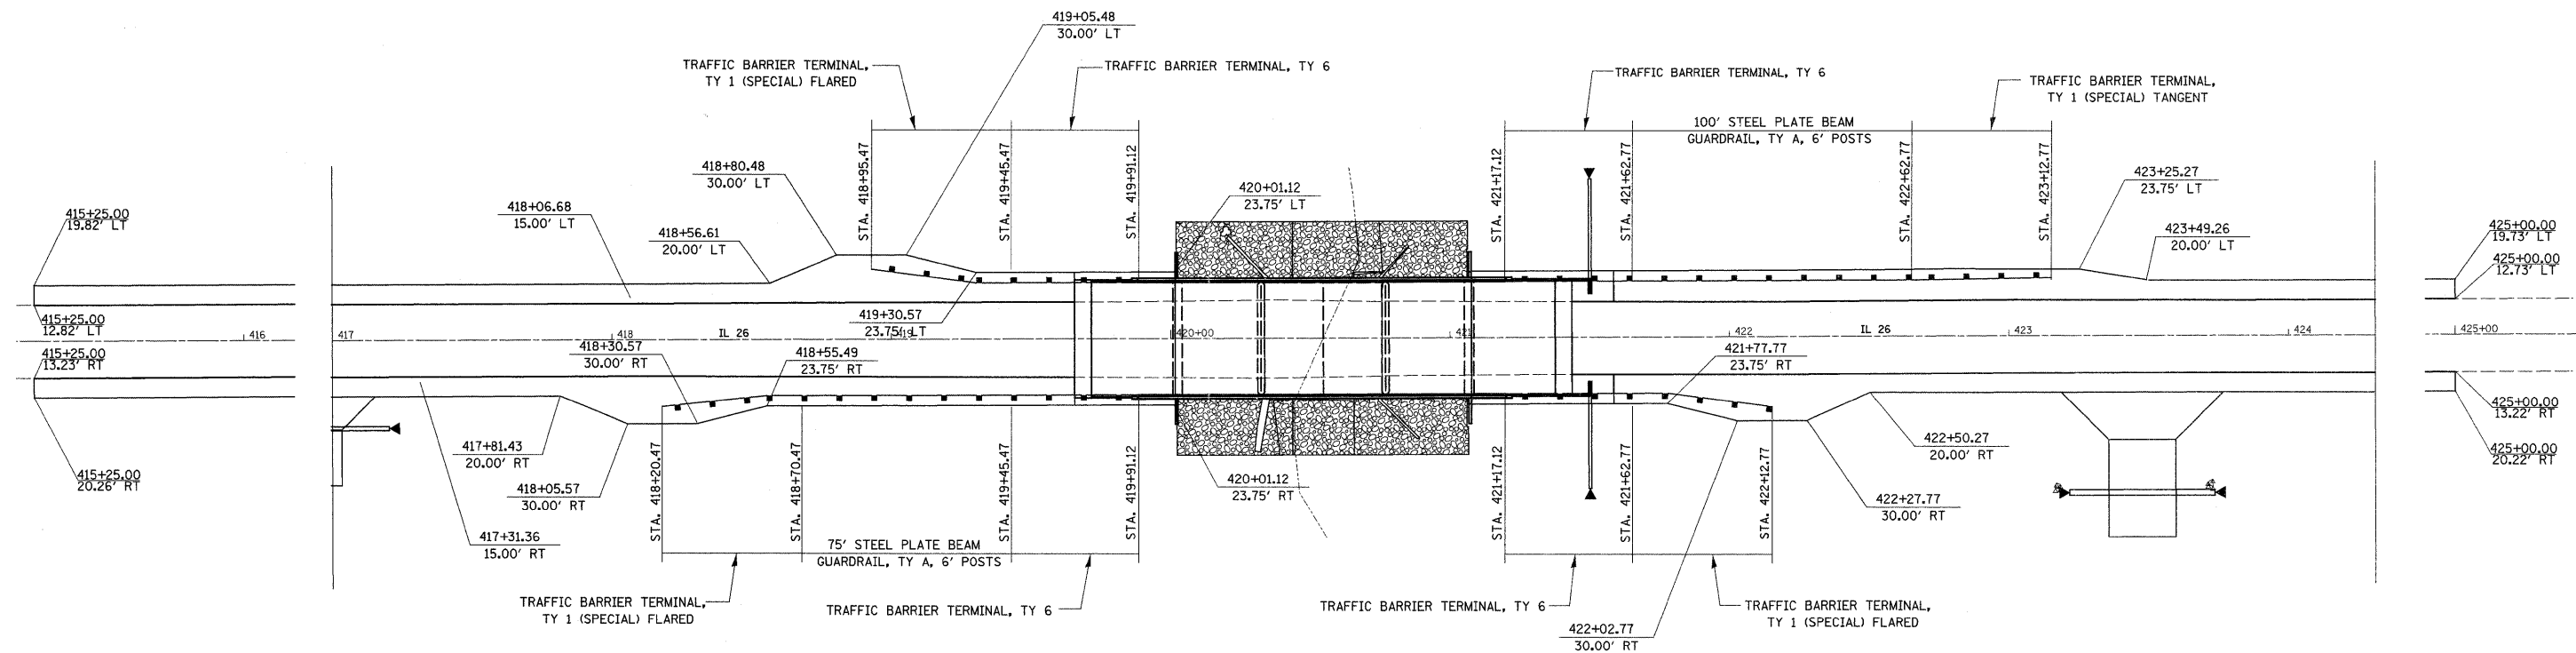 419+05.48
30.00' LT
TRAFFIC BARRIER TERMINAL,
TY 1 (SPECIAL) FLARED
TRAFFIC BARRIER TERMINAL, TY 6
TRAFFIC BARRIER TERMINAL, TY 6
TRAFFIC BARRIER TERMINAL,
TY 1 (SPECIAL) TANGENT
100' STEEL PLATE BEAM
GUARDRAIL, TY A, 6' POSTS
STA. 418+95.47
STA. 419+45.47
STA. 419+91.12
STA. 421+17.12
STA. 421+62.77
STA. 422+62.77
STA. 423+12.77
418+80.48
30.00' LT
420+01.12
23.75' LT
423+25.27
23.75' LT
415+25.00
19.82' LT
418+06.68
15.00' LT
418+56.61
20.00' LT
423+49.26
20.00' LT
425+00.00
19.73' LT
425+00.00
12.73' LT
415+25.00
12.82' LT
419+30.57
23.75' LT
416
417
418
IL 26
419
420+00
421
422
IL 26
423
424
425+00
415+25.00
13.23' RT
418+30.57
30.00' RT
418+55.49
23.75' RT
421+77.77
23.75' RT
425+00.00
13.22' RT
415+25.00
20.26' RT
417+81.43
20.00' RT
418+05.57
30.00' RT
417+31.36
15.00' RT
420+01.12
23.75' RT
422+50.27
20.00' RT
422+27.77
30.00' RT
425+00.00
20.22' RT
STA. 418+20.47
STA. 418+70.47
STA. 419+45.47
STA. 419+91.12
STA. 421+17.12
STA. 421+62.77
STA. 422+12.77
75' STEEL PLATE BEAM
GUARDRAIL, TY A, 6' POSTS
TRAFFIC BARRIER TERMINAL,
TY 1 (SPECIAL) FLARED
TRAFFIC BARRIER TERMINAL, TY 6
TRAFFIC BARRIER TERMINAL, TY 6
TRAFFIC BARRIER TERMINAL,
TY 1 (SPECIAL) FLARED
422+02.77
30.00' RT